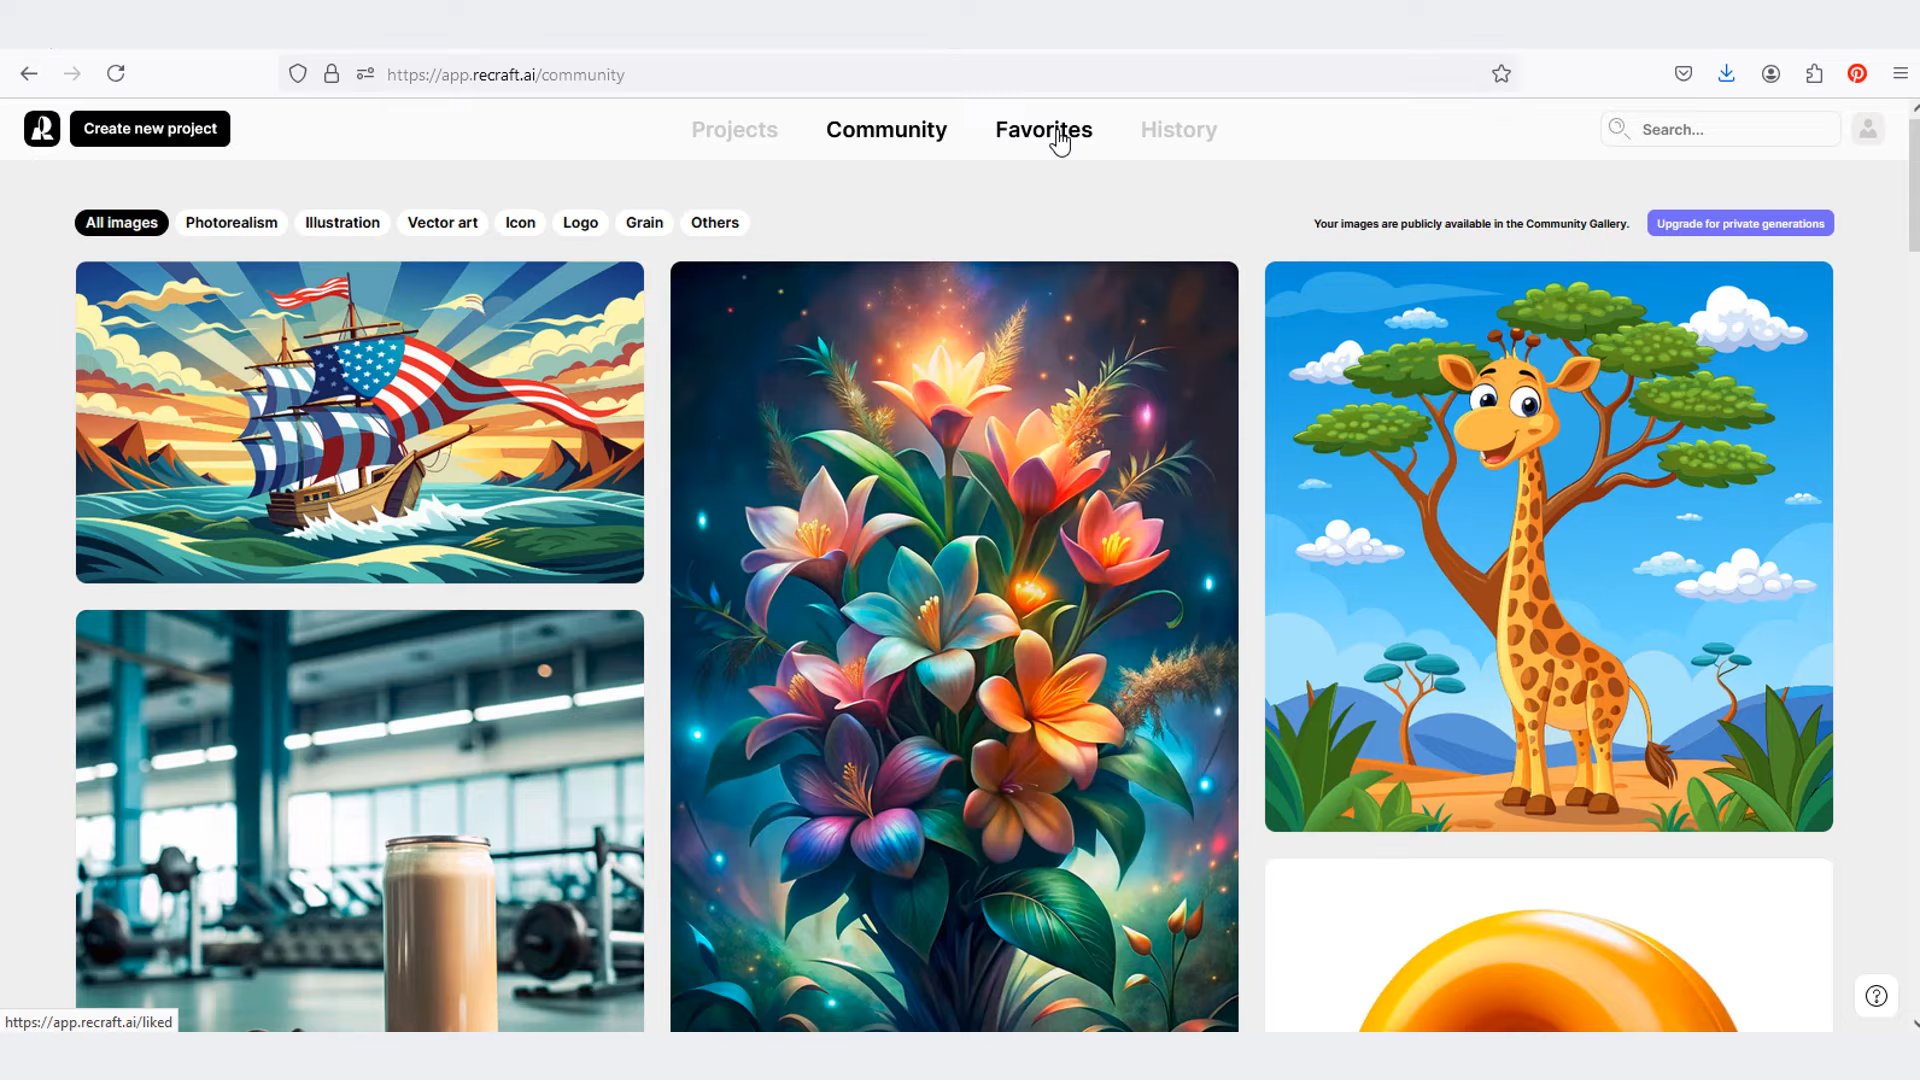 https://app.recraft.ai/community
Create new project
Projects
Community
Favorites
History
Search...
All images
Photorealism
Illustration
Vector art
Icon
Logo
Grain
Others
Your images are publicly available in the Community Gallery.
Upgrade for private generations
https://app.recraft.ai/liked